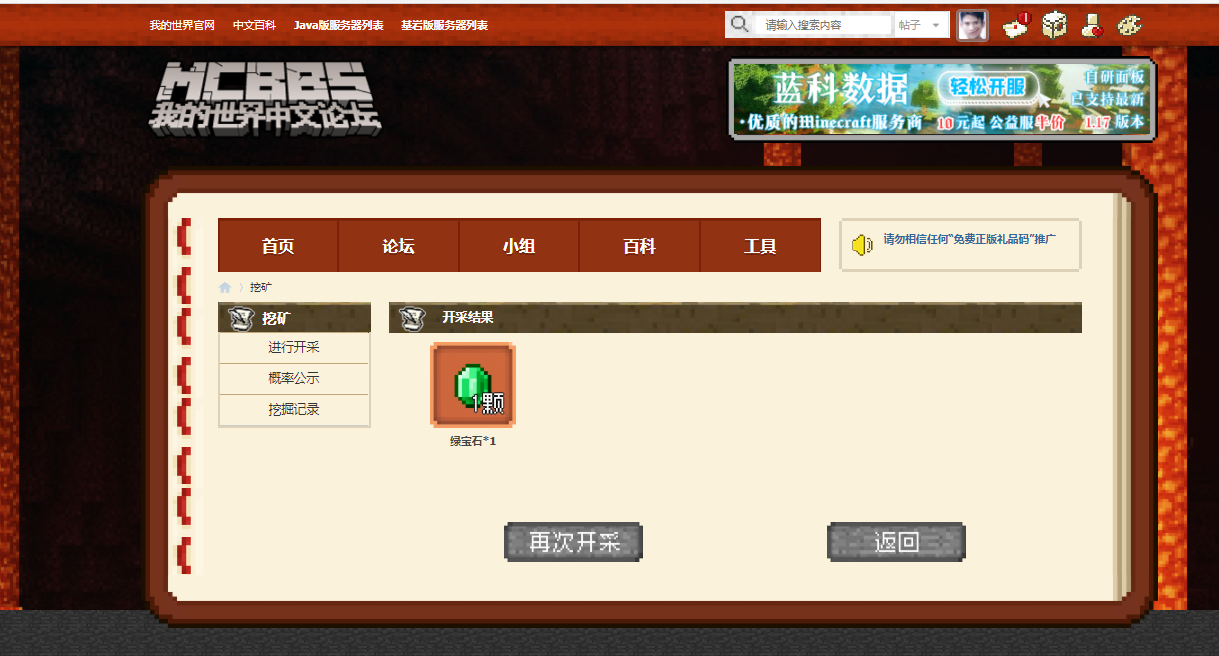 我的世界官网 中文百科 Java版服务器列表 基岩版服务器列表
请输入搜索内容 帖子
MCBBS
我的世界中文论坛
蓝科数据 轻松开服 自研面板
已支持最新
·优质的Minecraft服务商 10元起 公益服半价 1.17 版本
首页 论坛 小组 百科 工具
请勿相信任何"免费正版礼品码"推广
挖矿
挖矿
进行开采
概率公示
挖掘记录
开采结果
1颗
绿宝石*1
再次开采 返回